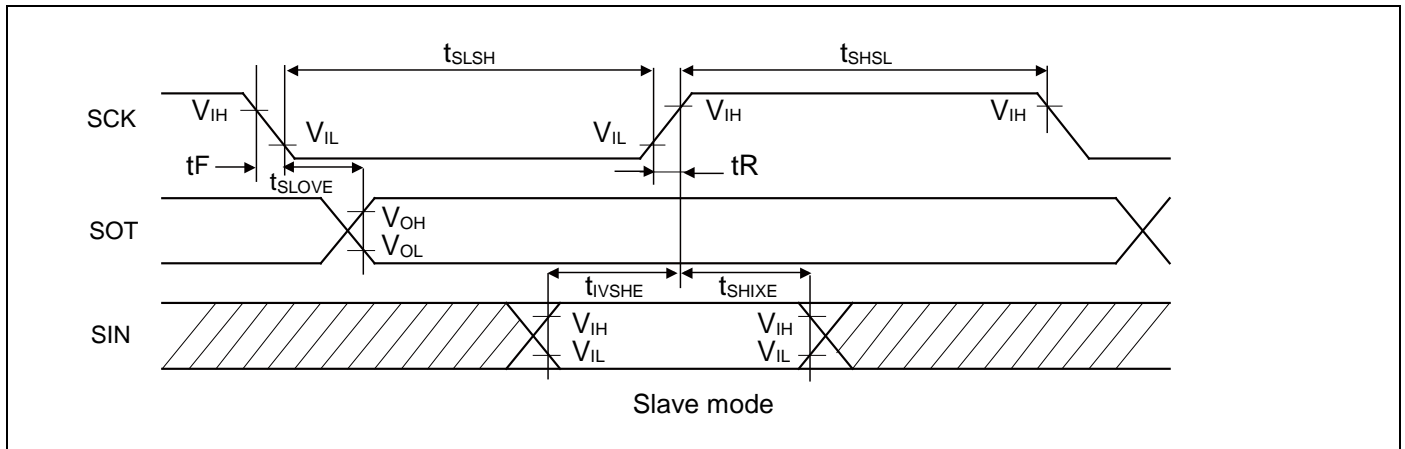 tSLSH
tSHSL
SCK
VIH
VIL
VIL
VIH
VIH
tF
tSLOVE
tR
SOT
VOH
VOL
tIVSHE
tSHIXE
SIN
VIH
VIL
VIH
VIL
Slave mode